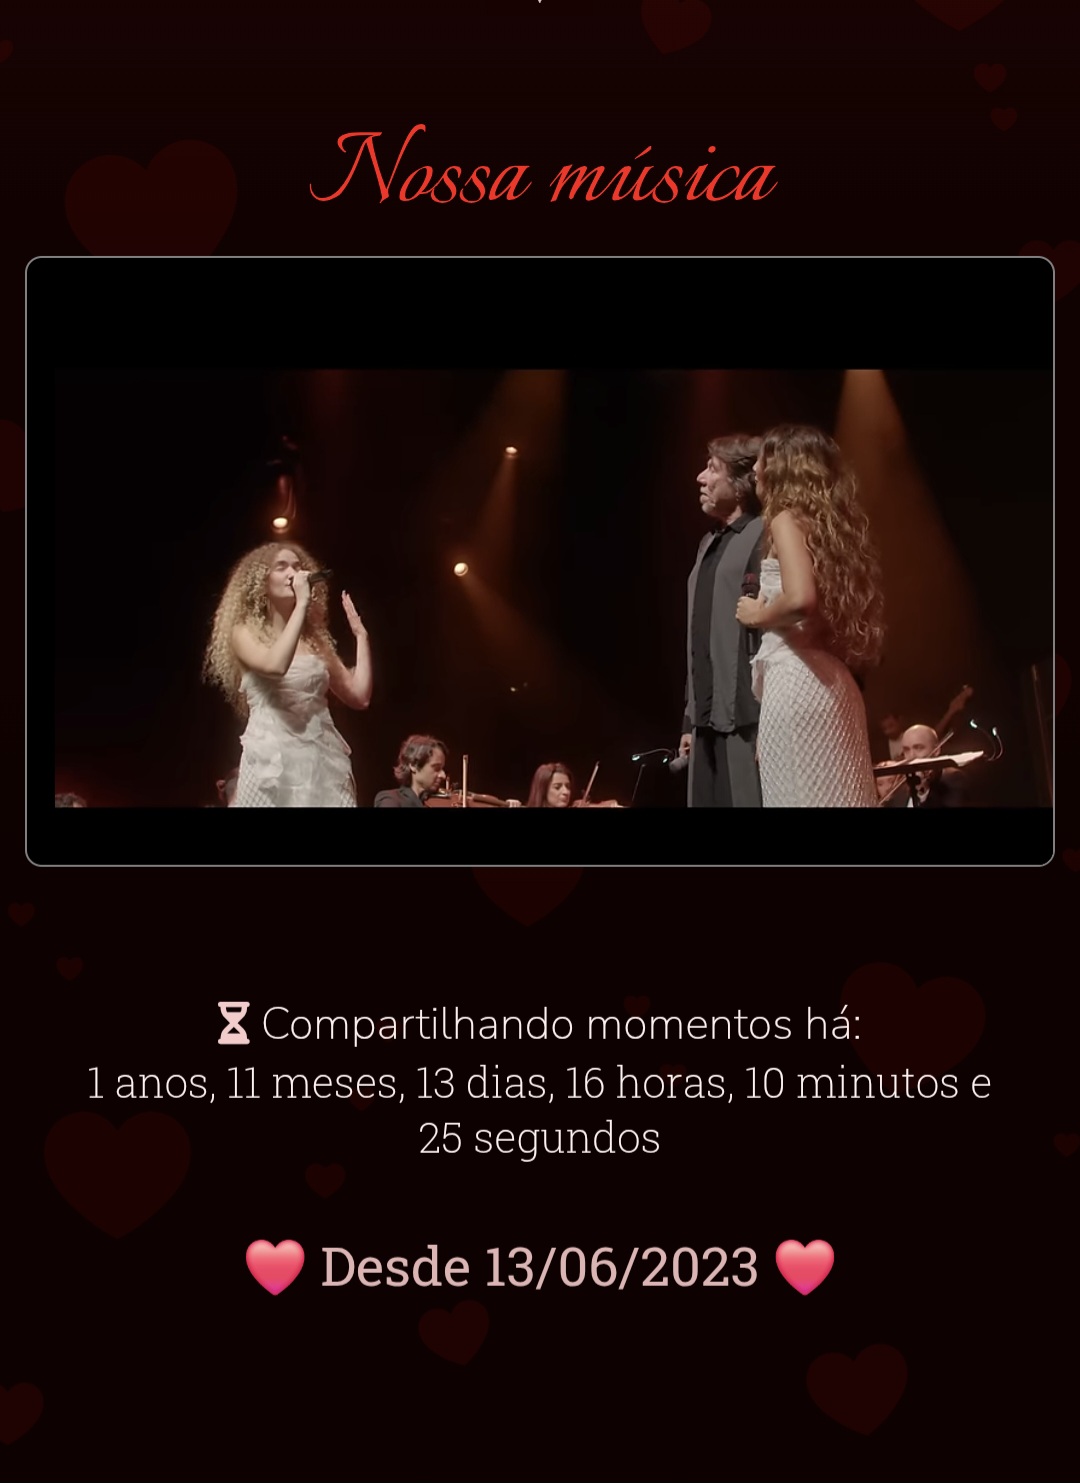 Nossa música
⏳ Compartilhando momentos há:
1 anos, 11 meses, 13 dias, 16 horas, 10 minutos e
25 segundos
💗 Desde 13/06/2023 💗